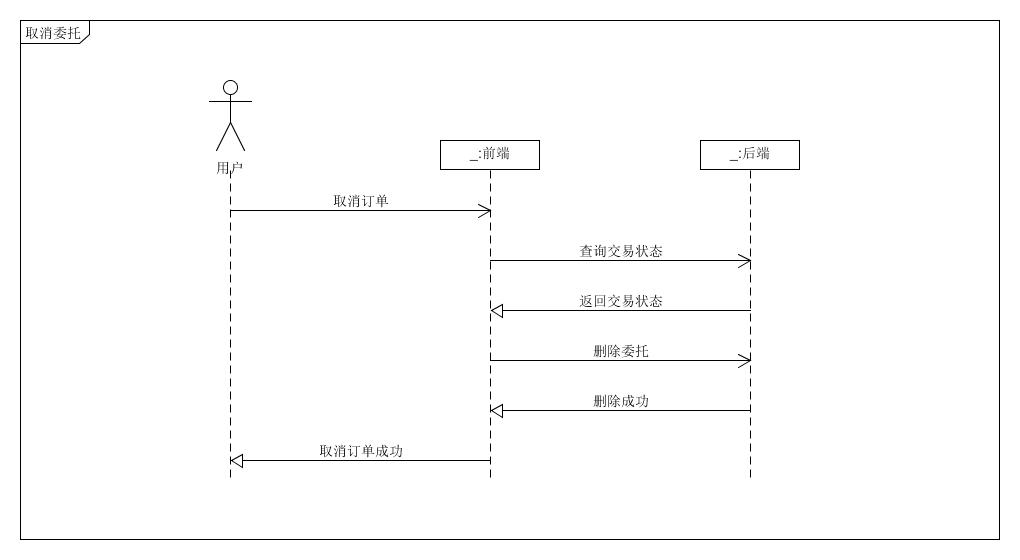 取消委托
用户
_:前端
_:后端
取消订单
查询交易状态
返回交易状态
删除委托
删除成功
取消订单成功